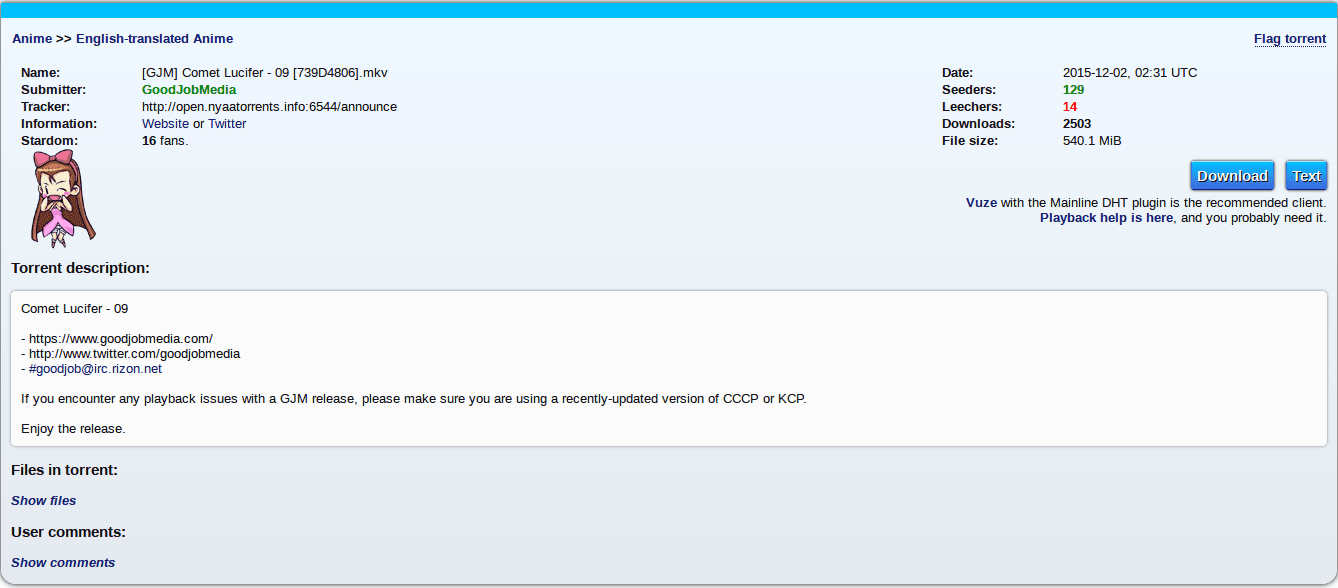 Anime >> English-translated Anime
Flag torrent
Name: [GJM] Comet Lucifer - 09 [739D4806].mkv
Date: 2015-12-02, 02:31 UTC
Submitter: GoodJobMedia
Seeders: 129
Tracker: http://open.nyaatorrents.info:6544/announce
Leechers: 14
Information: Website or Twitter
Downloads: 2503
Stardom: 16 fans.
File size: 540.1 MiB
Download Text
Vuze with the Mainline DHT plugin is the recommended client.
Playback help is here, and you probably need it.
Torrent description:
Comet Lucifer - 09
- https://www.goodjobmedia.com/
- http://www.twitter.com/goodjobmedia
- #goodjob@irc.rizon.net
If you encounter any playback issues with a GJM release, please make sure you are using a recently-updated version of CCCP or KCP.
Enjoy the release.
Files in torrent:
Show files
User comments:
Show comments